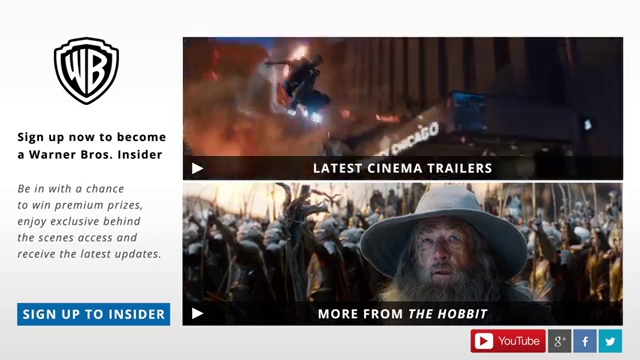 WB
Sign up now to become
a Warner Bros. Insider
Be in with a chance
to win premium prizes,
enjoy exclusive behind
the scenes access and
receive the latest updates.
SIGN UP TO INSIDER
CHICAGO
LATEST CINEMA TRAILERS
MORE FROM THE HOBBIT
YouTube
g+
f